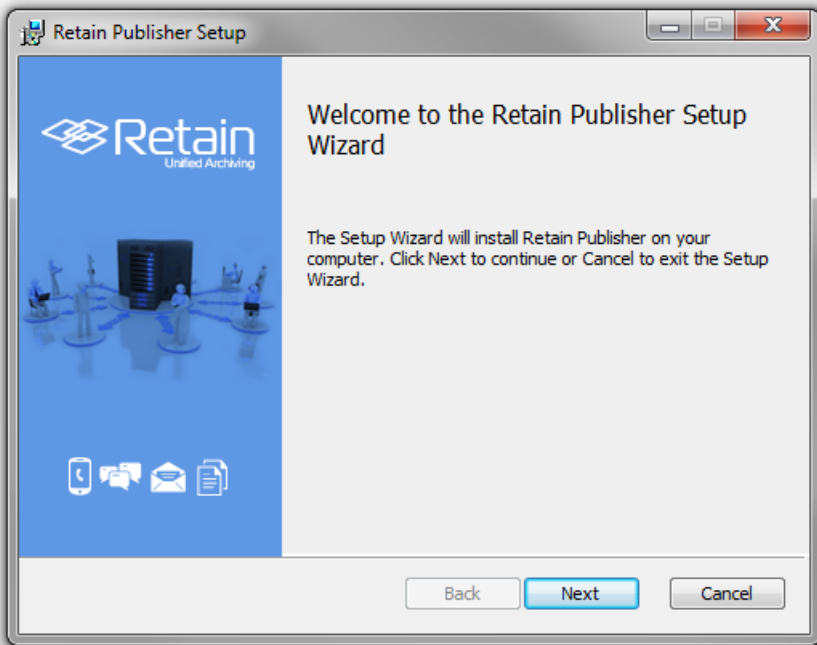 Retain Publisher Setup
Retain
Unified Archiving
Welcome to the Retain Publisher Setup
Wizard
The Setup Wizard will install Retain Publisher on your
computer. Click Next to continue or Cancel to exit the Setup
Wizard.
Back Next Cancel